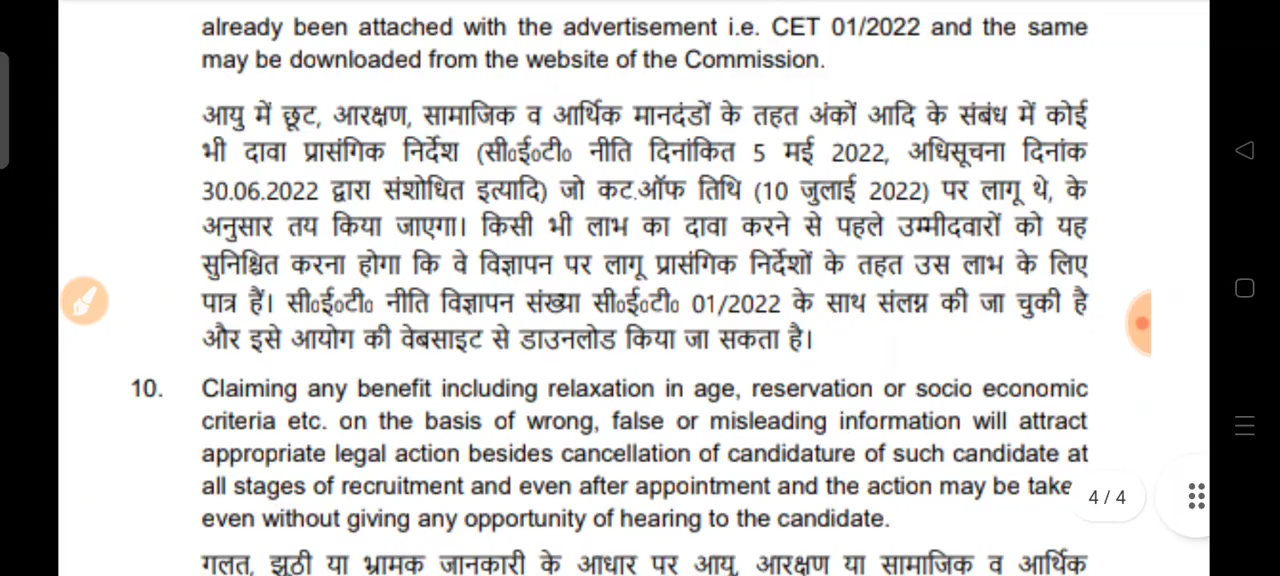 already been attached with the advertisement i.e. CET 01/2022 and the same
may be downloaded from the website of the Commission.
आयु में छूट, आरक्षण, सामाजिक व आर्थिक मानदंडों के तहत अंकों आदि के संबंध में कोई
भी दावा प्रासंगिक निर्देश (सी0ई0टी0 नीति दिनांकित 5 मई 2022, अधिसूचना दिनांक
30.06.2022 द्वारा संशोधित इत्यादि) जो कट.ऑफ तिथि (10 जुलाई 2022) पर लागू थे, के
अनुसार तय किया जाएगा। किसी भी लाभ का दावा करने से पहले उम्मीदवारों को यह
सुनिश्चित करना होगा कि वे विज्ञापन पर लागू प्रासंगिक निर्देशों के तहत उस लाभ के लिए
पात्र हैं। सी0ई0टी0 नीति विज्ञापन संख्या सी0ई0टी0 01/2022 के साथ संलग्न की जा चुकी है
और इसे आयोग की वेबसाइट से डाउनलोड किया जा सकता है।
10. Claiming any benefit including relaxation in age, reservation or socio economic
criteria etc. on the basis of wrong, false or misleading information will attract
appropriate legal action besides cancellation of candidature of such candidate at
all stages of recruitment and even after appointment and the action may be take
4 / 4
even without giving any opportunity of hearing to the candidate.
गलत, झूठी या भ्रामक जानकारी के आधार पर आयु, आरक्षण या सामाजिक व आर्थिक